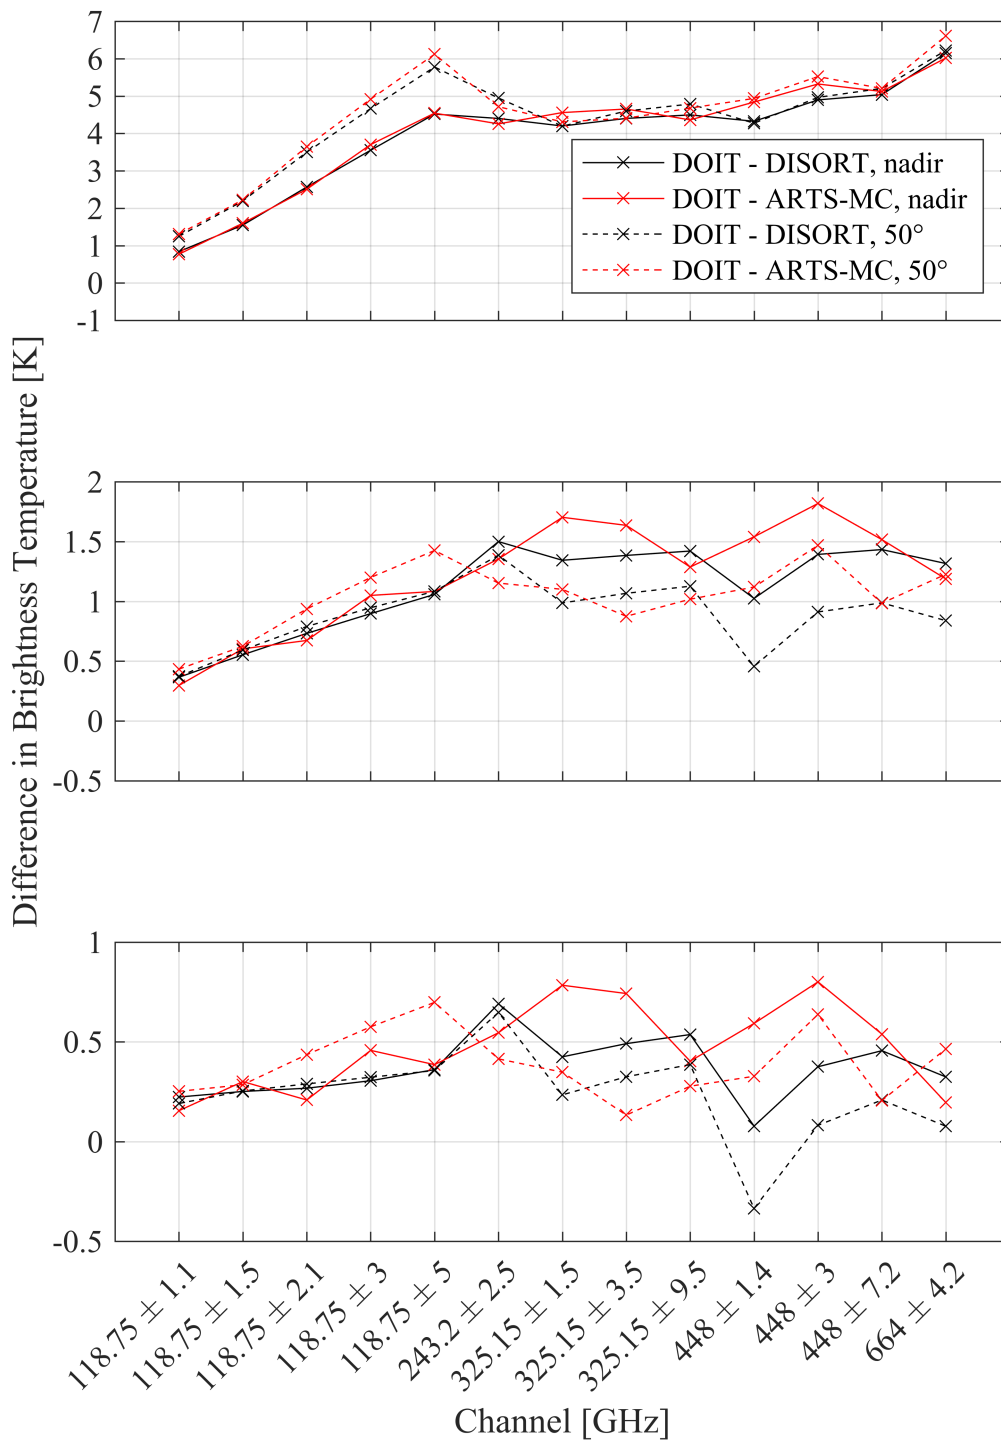 Difference in Brightness Temperature [K]
7
6
5
4
3
2
1
0
-1
DOIT - DISORT, nadir
DOIT - ARTS-MC, nadir
DOIT - DISORT, 50°
DOIT - ARTS-MC, 50°
2
1.5
1
0.5
0
-0.5
1
0.5
0
-0.5
118.75 ± 1.1
118.75 ± 1.5
118.75 ± 2.1
118.75 ± 3
118.75 ± 5
243.2 ± 2.5
325.15 ± 1.5
325.15 ± 3.5
325.15 ± 9.5
448 ± 1.4
448 ± 3
448 ± 7.2
664 ± 4.2
Channel [GHz]